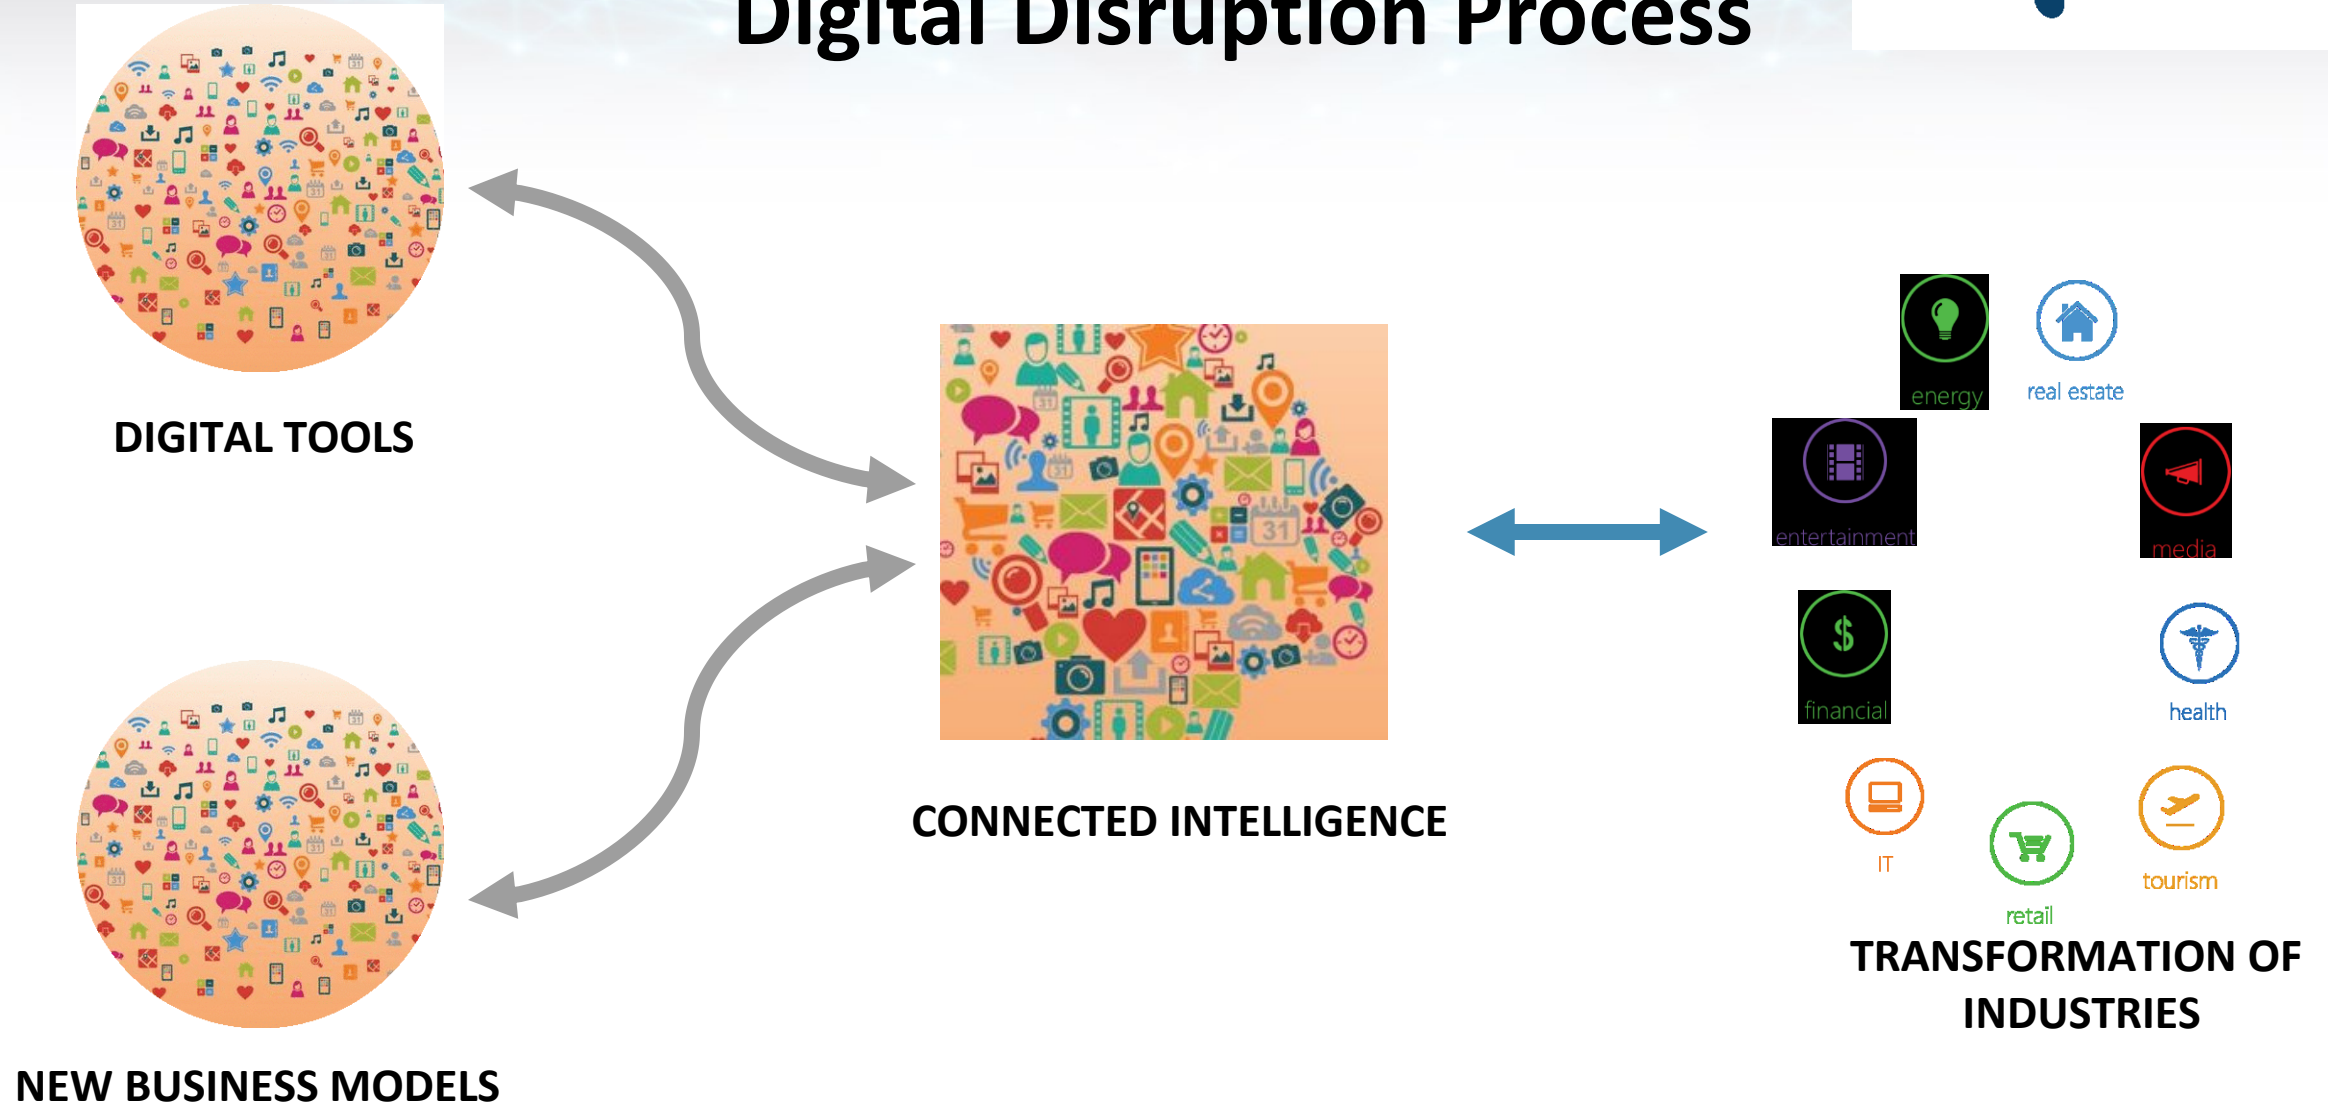 Digital Disruption Process
DIGITAL TOOLS
NEW BUSINESS MODELS
CONNECTED INTELLIGENCE
energy
real estate
entertainment
media
financial
health
IT
tourism
retail
TRANSFORMATION OF
INDUSTRIES
31